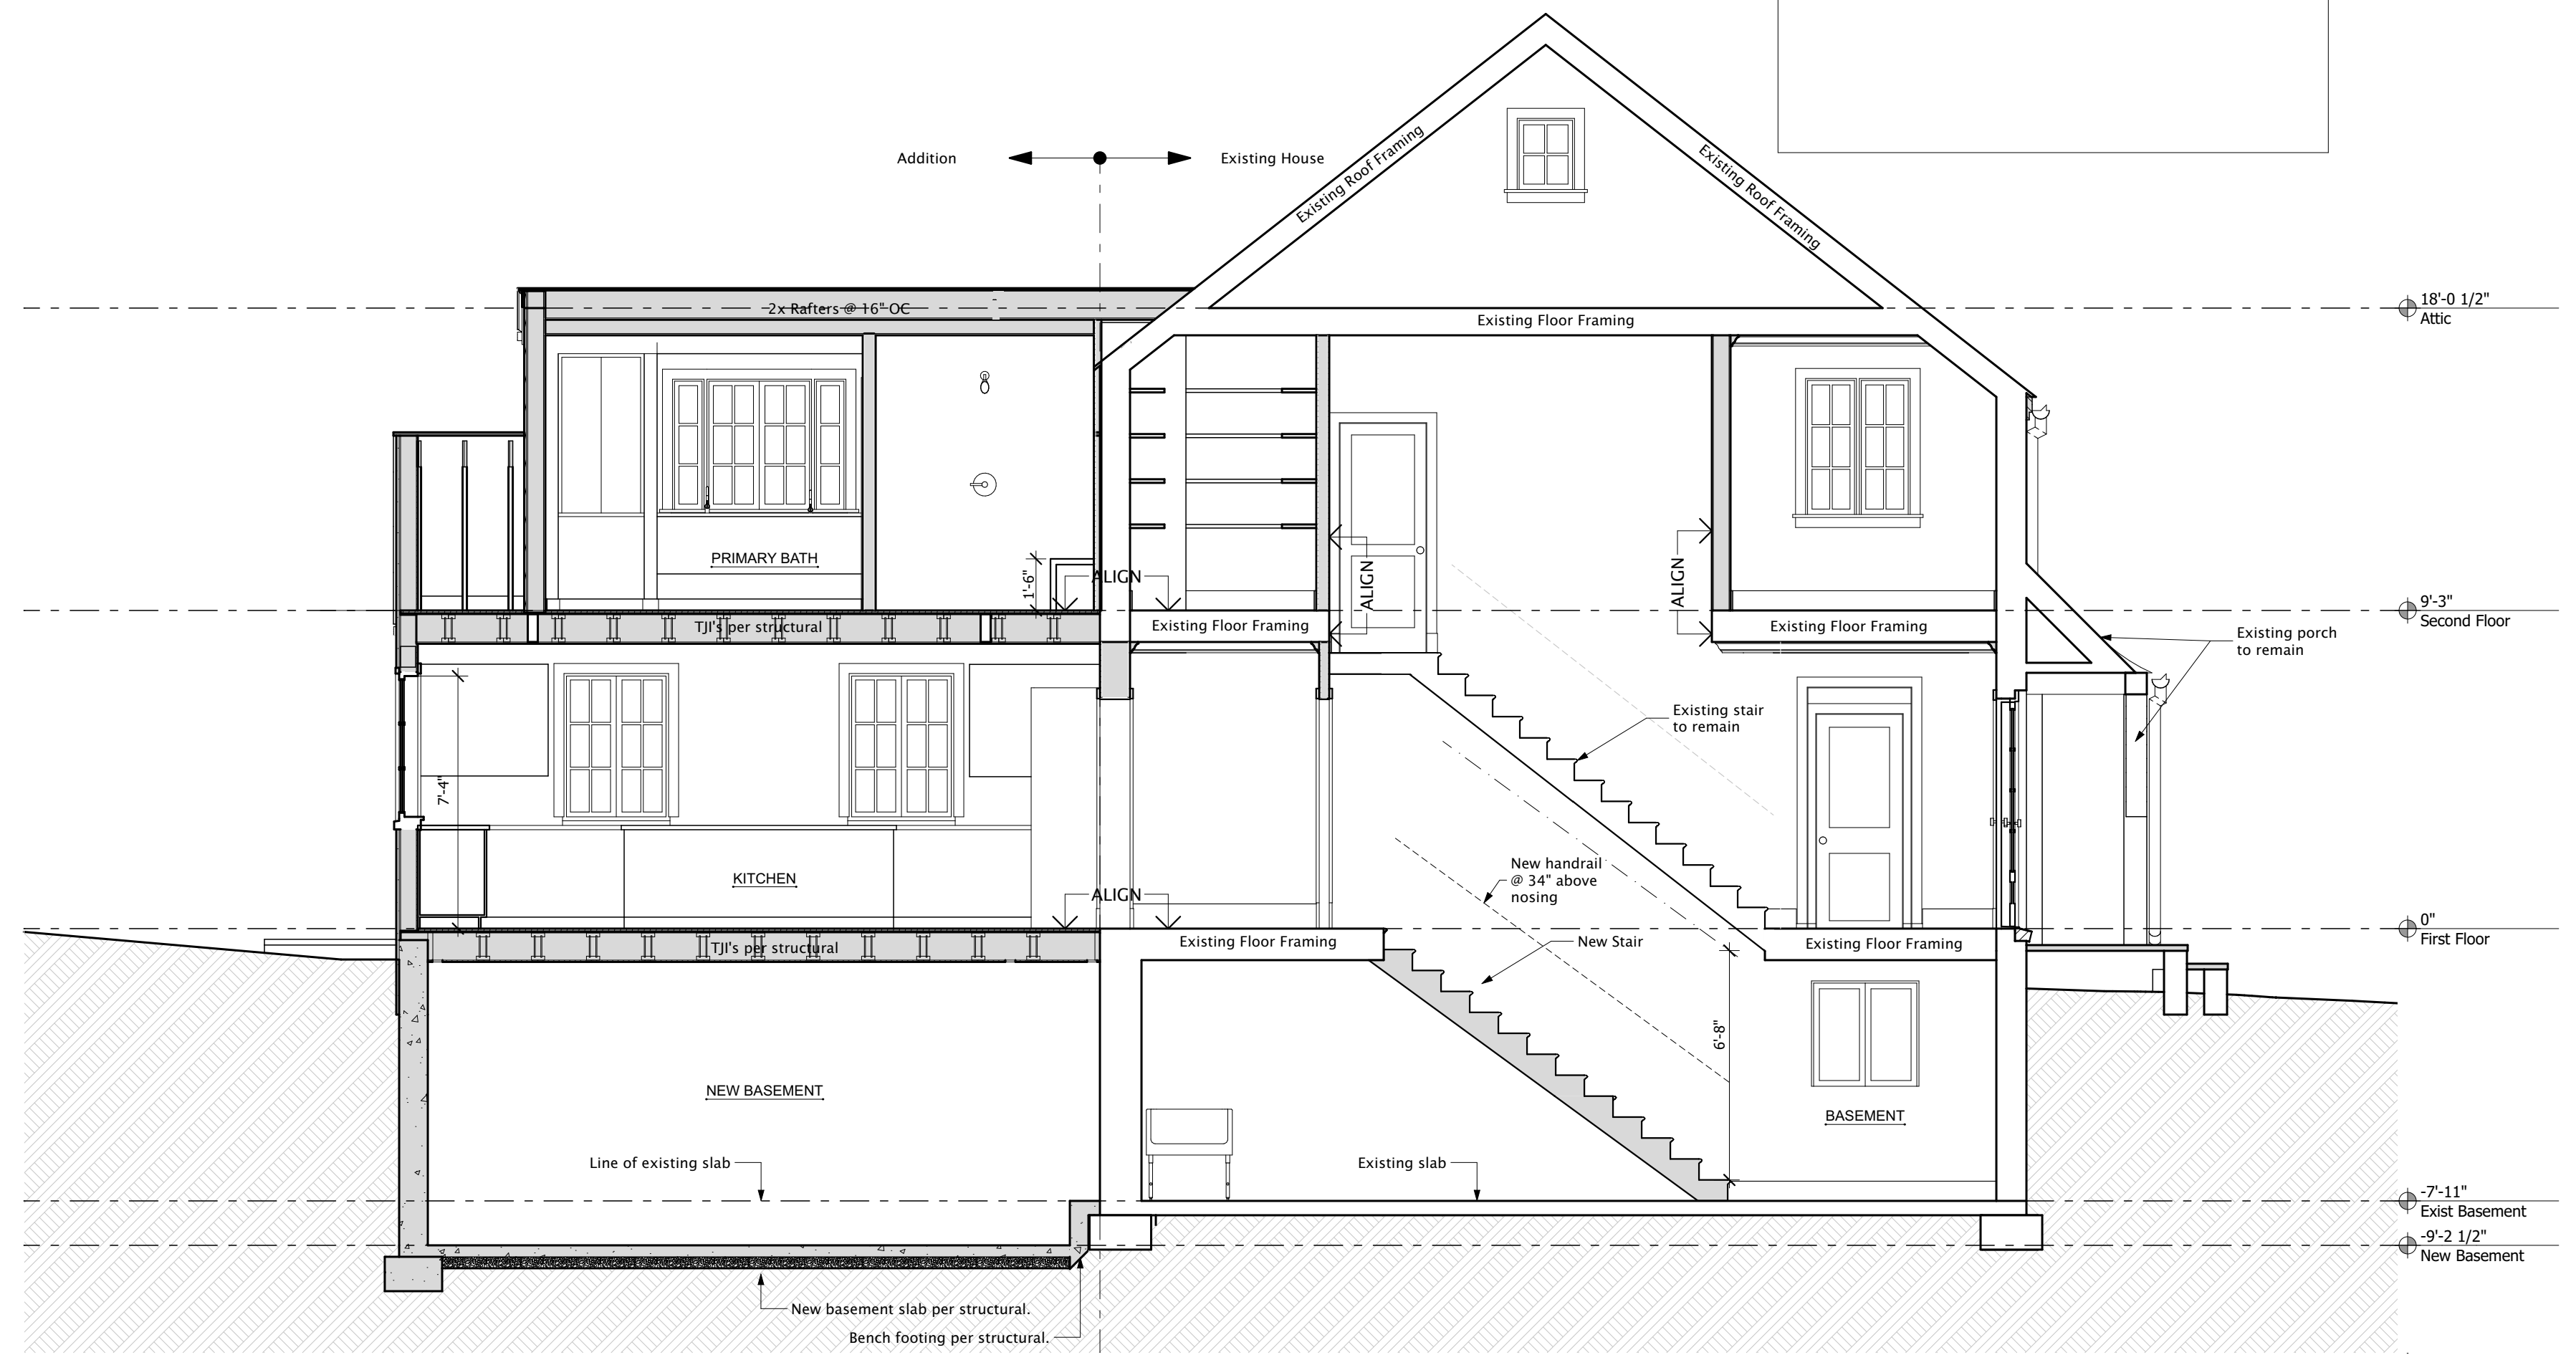 Addition
Existing House
Existing Roof Framing
Existing Roof Framing
2x Rafters @ 16" OC
Existing Floor Framing
18'-0 1/2"
Attic
PRIMARY BATH
1'-6"
ALIGN
ALIGN
ALIGN
TJI's per structural
Existing Floor Framing
Existing Floor Framing
9'-3"
Second Floor
Existing porch
to remain
Existing stair
to remain
7'-4"
KITCHEN
ALIGN
New handrail
@ 34" above
nosing
TJI's per structural
Existing Floor Framing
New Stair
Existing Floor Framing
0"
First Floor
6'-8"
NEW BASEMENT
BASEMENT
Line of existing slab
Existing slab
-7'-11"
Exist Basement
-9'-2 1/2"
New Basement
New basement slab per structural.
Bench footing per structural.